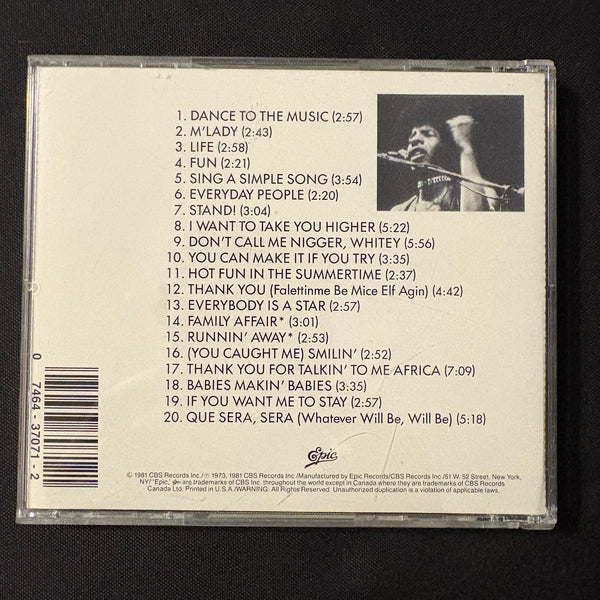 1. DANCE TO THE MUSIC (2:57)
2. M'LADY (2:43)
3. LIFE (2:58)
4. FUN (2:21)
5. SING A SIMPLE SONG (3:54)
6. EVERYDAY PEOPLE (2:20)
7. STAND! (3:04)
8. I WANT TO TAKE YOU HIGHER (5:22)
9. DON'T CALL ME NIGGER, WHITEY (5:56)
10. YOU CAN MAKE IT IF YOU TRY (3:35)
11. HOT FUN IN THE SUMMERTIME (2:37)
12. THANK YOU (Falettinme Be Mice Elf Agin) (4:42)
13. EVERYBODY IS A STAR (2:57)
14. FAMILY AFFAIR* (3:01)
15. RUNNIN' AWAY* (2:53)
16. (YOU CAUGHT ME) SMILIN' (2:52)
17. THANK YOU FOR TALKIN' TO ME AFRICA (7:09)
18. BABIES MAKIN' BABIES (3:35)
19. IF YOU WANT ME TO STAY (2:57)
20. QUE SERA, SERA (Whatever Will Be, Will Be) (5:18)
0 7464 - 37071 - 2
Epic
© 1981 CBS Records Inc./℗ 1973, 1981 CBS Records Inc./Manufactured by Epic Records/CBS Records Inc./51 W. 52 Street, New York,
NY/"Epic," are trademarks of CBS Inc. throughout the world except in Canada where they are trademarks of CBS Records
Canada Ltd. Printed in U.S.A./WARNING: All Rights Reserved. Unauthorized duplication is a violation of applicable laws.